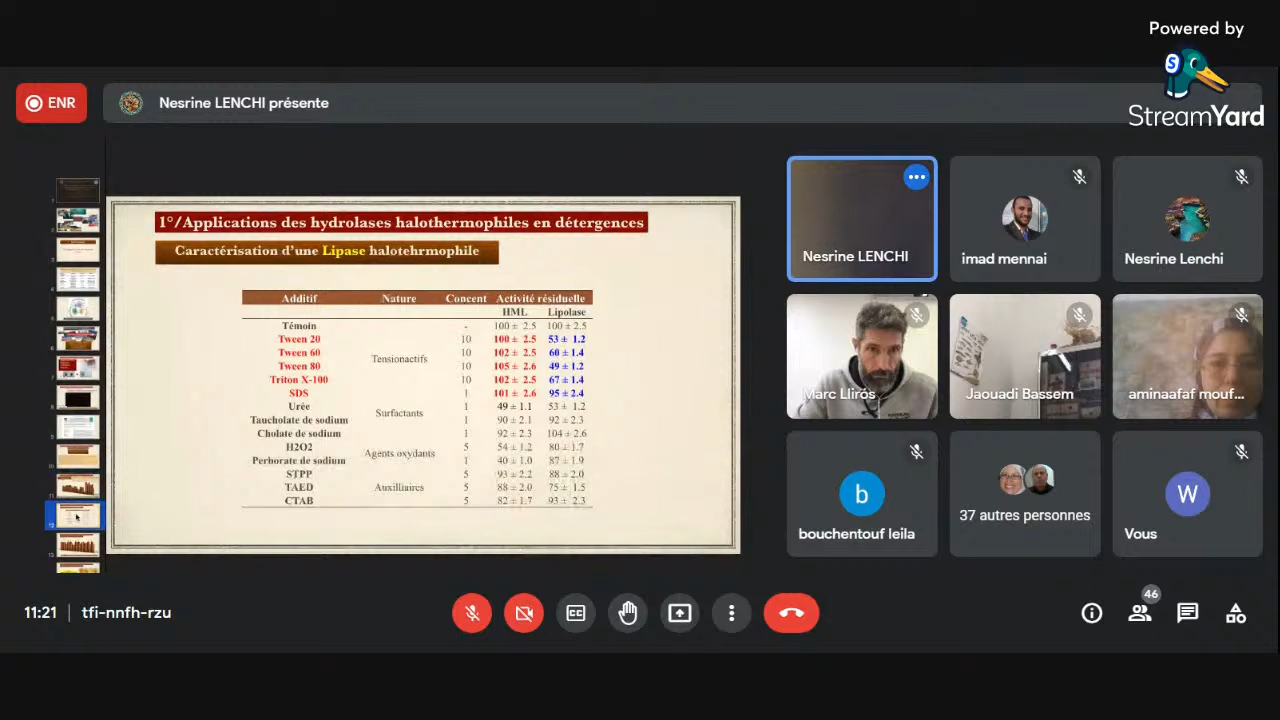 Powered by
StreamYard
ENR
Nesrine LENCHI présente
1°/Applications des hydrolases halothermophiles en détergences
Caractérisation d’une Lipase halotehrmophile
Additif Nature Concent Activité résiduelle
HML Lipolase
Témoin - 100 ± 2.5 100 ± 2.5
Tween 20 10 100 ± 2.5 53 ± 1.2
Tween 60 10 102 ± 2.5 60 ± 1.4
Tween 80 Tensionactifs 10 105 ± 2.6 49 ± 1.2
Triton X-100 10 102 ± 2.5 67 ± 1.4
SDS 1 101 ± 2.6 95 ± 2.4
Urée 1 49 ± 1.1 53 ± 1.2
Taucholate de sodium Surfactants 1 90 ± 2.1 92 ± 2.3
Cholate de sodium 1 92 ± 2.3 104 ± 2.6
H2O2 Agents oxydants 5 54 ± 1.2 80 ± 1.7
Perborate de sodium 1 40 ± 1.0 87 ± 1.9
STPP 5 93 ± 2.2 88 ± 2.0
TAED Auxilliaires 5 88 ± 2.0 75 ± 1.5
CTAB 5 82 ± 1.7 93 ± 2.3
Nesrine LENCHI
imad mennai
Nesrine Lenchi
Marc Llirós
Jaouadi Bassem
aminaafaf mouf...
b
bouchentouf leila
37 autres personnes
W
Vous
11:21 | tfi-nnfh-rzu
46